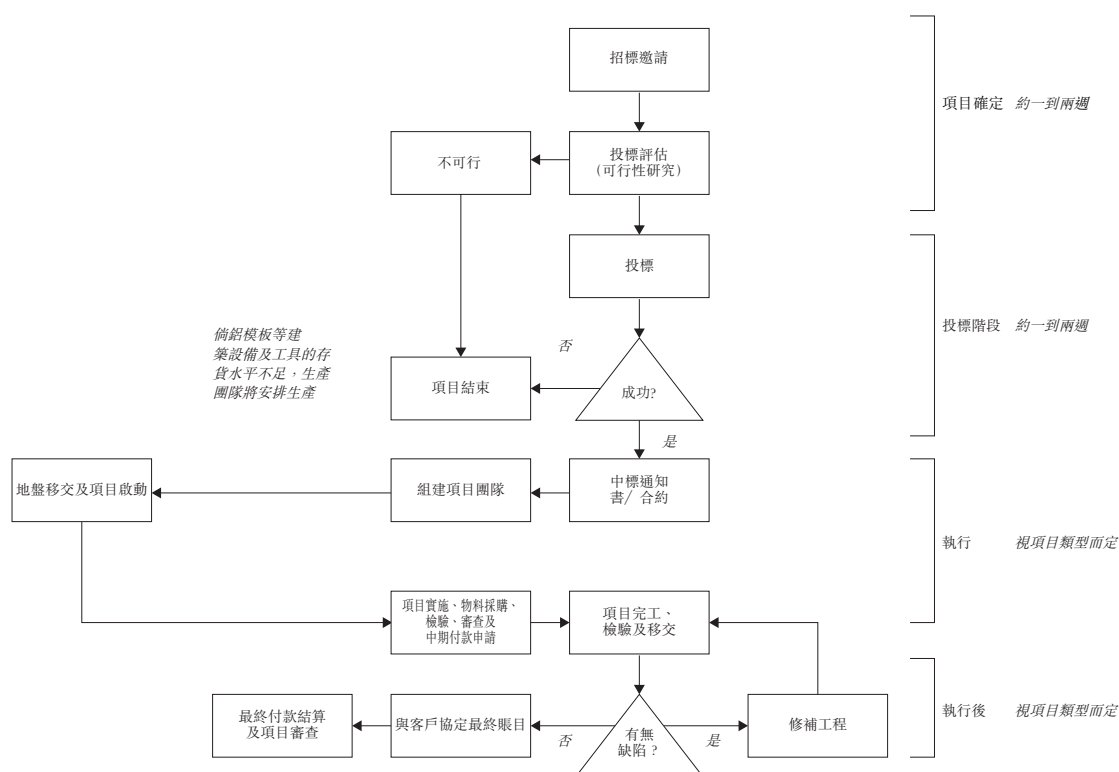 招標邀請
項目確定 約一到兩週
不可行
投標評估
(可行性研究)
投標
投標階段 約一到兩週
倘鋁模板等建
築設備及工具的存
貨水平不足,生產
團隊將安排生產
否
項目結束
成功?
是
地盤移交及項目啟動
組建項目團隊
中標通知
書/ 合約
執行 視項目類型而定
項目實施、物料採購、
檢驗、審查及
中期付款申請
項目完工、
檢驗及移交
最終付款結算
及項目審查
與客戶協定最終賬目
否
有無
缺陷?
是
修補工程
執行後 視項目類型而定